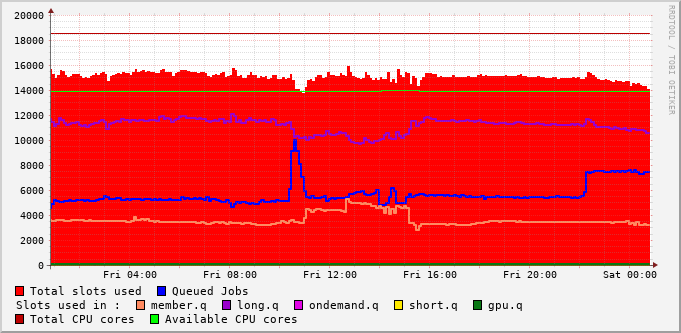 20000
18000
16000
14000
12000
10000
8000
6000
4000
2000
0
Fri 04:00 Fri 08:00 Fri 12:00 Fri 16:00 Fri 20:00 Sat 00:00
RRDTOOL / TOBI OETIKER
Total slots used Queued Jobs
Slots used in : member.q long.q ondemand.q short.q gpu.q
Total CPU cores Available CPU cores